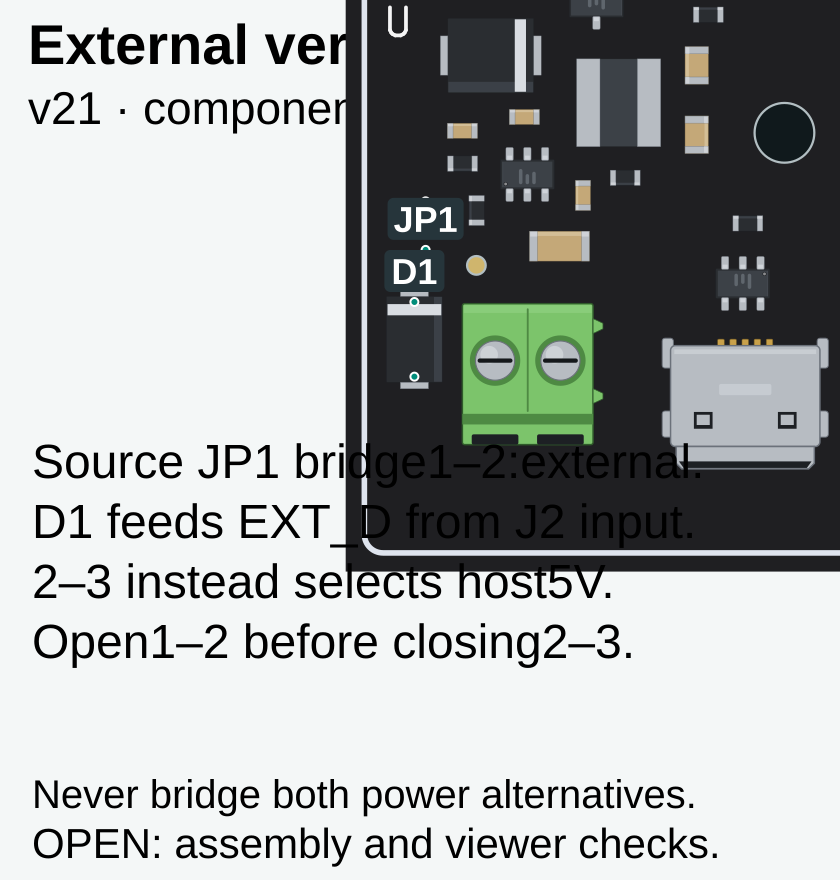 External ver
v21 · componen
U
JP1
D1
Source JP1 bridge1–2:external.
D1 feeds EXT_D from J2 input.
2–3 instead selects host5V.
Open1–2 before closing2–3.
Never bridge both power alternatives.
OPEN: assembly and viewer checks.